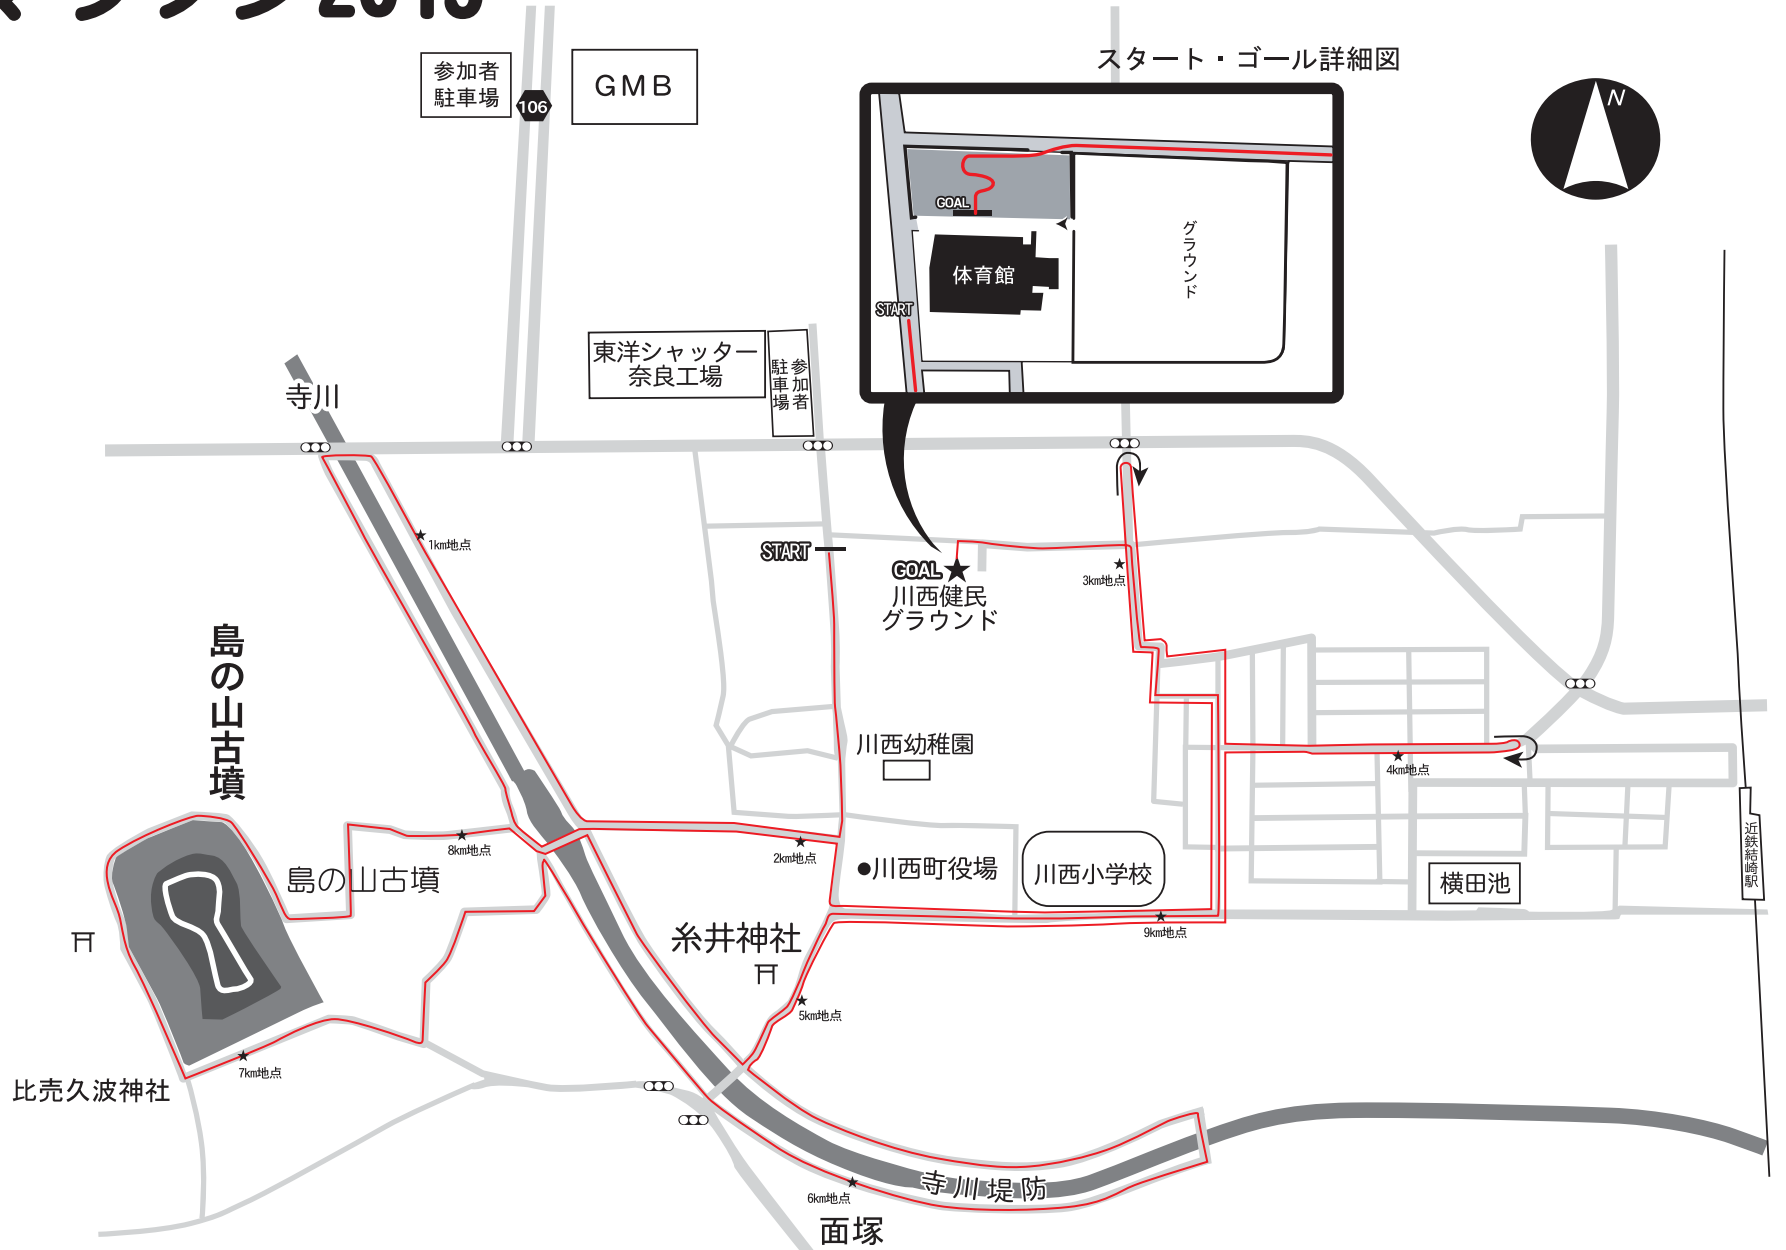 参加者
駐車場
106
GMB
スタート・ゴール詳細図
N
GOAL
体育館
START
グラウンド
東洋シャッター
奈良工場
参加者
駐車場
寺川
1km地点
START
GOAL
川西健民
グラウンド
3km地点
島の山古墳
川西幼稚園
4km地点
8km地点
2km地点
島の山古墳
川西町役場
川西小学校
横田池
近鉄結崎駅
9km地点
糸井神社
5km地点
7km地点
比売久波神社
6km地点
寺川堤防
面塚